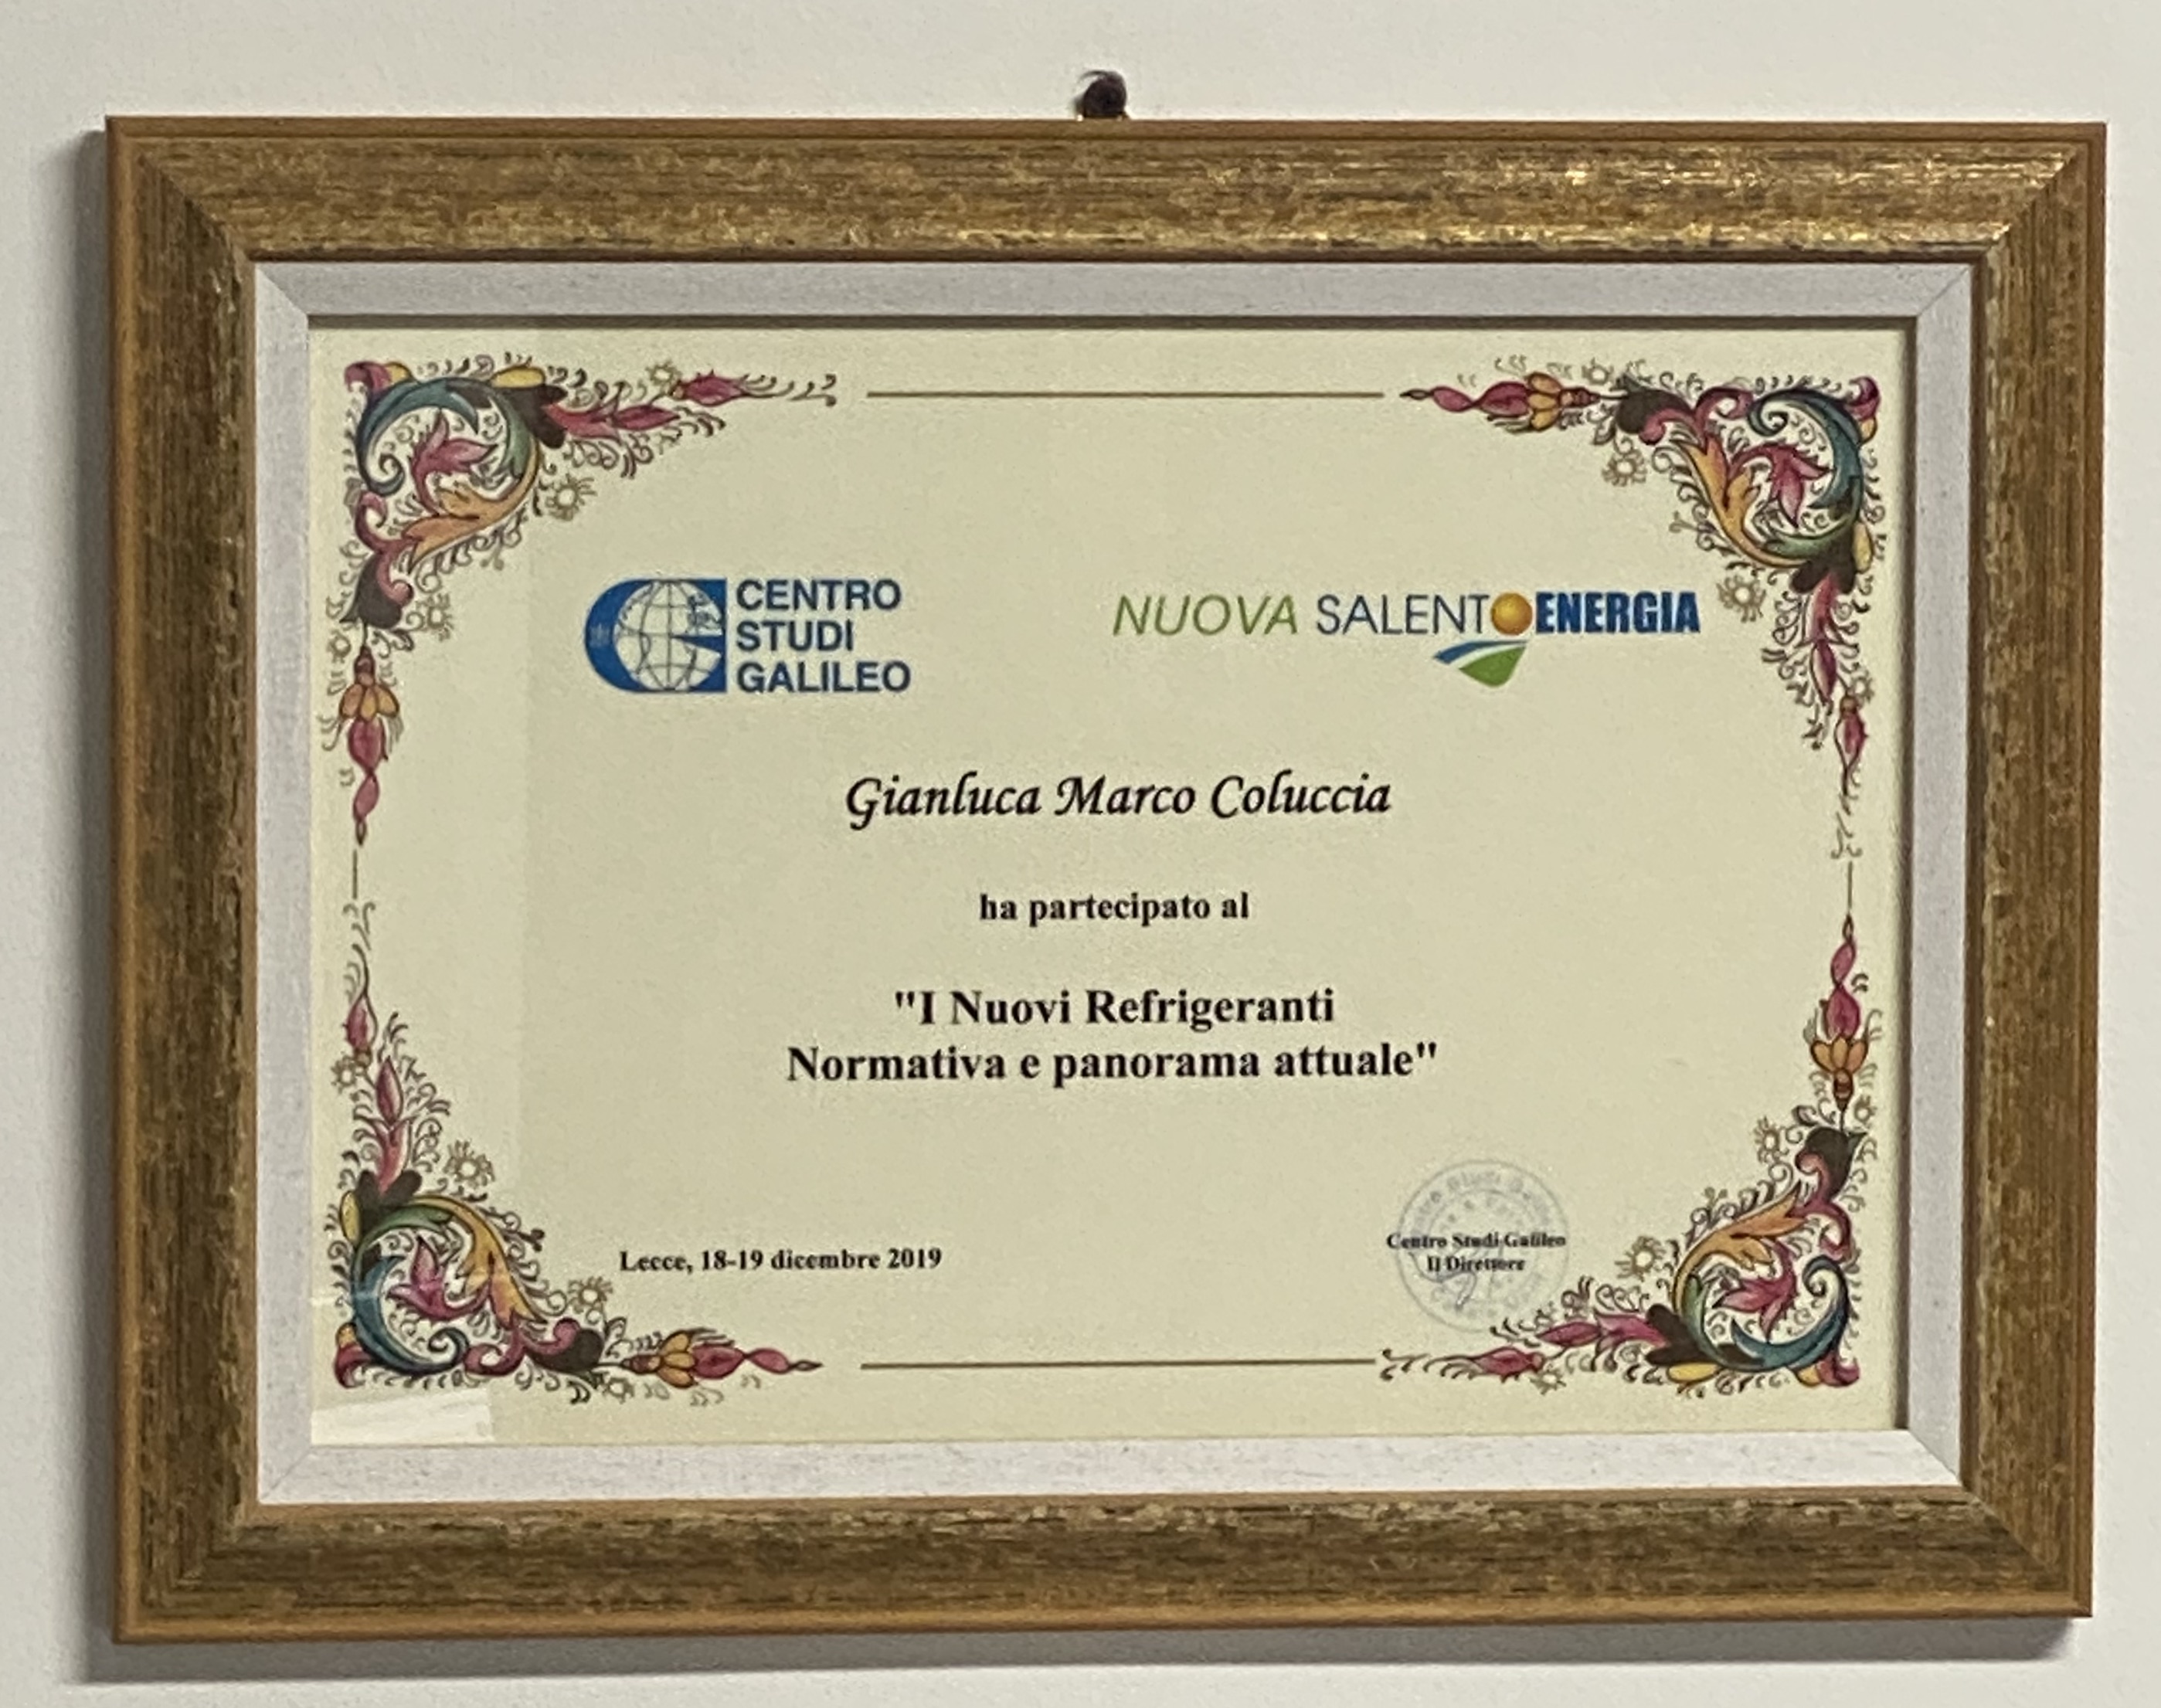 CENTRO
STUDI
GALILEO
NUOVA SALENTO ENERGIA
Gianluca Marco Coluccia
ha partecipato al
"I Nuovi Refrigeranti
Normativa e panorama attuale"
Lecce, 18-19 dicembre 2019
Centro Studi Galileo
Il Direttore